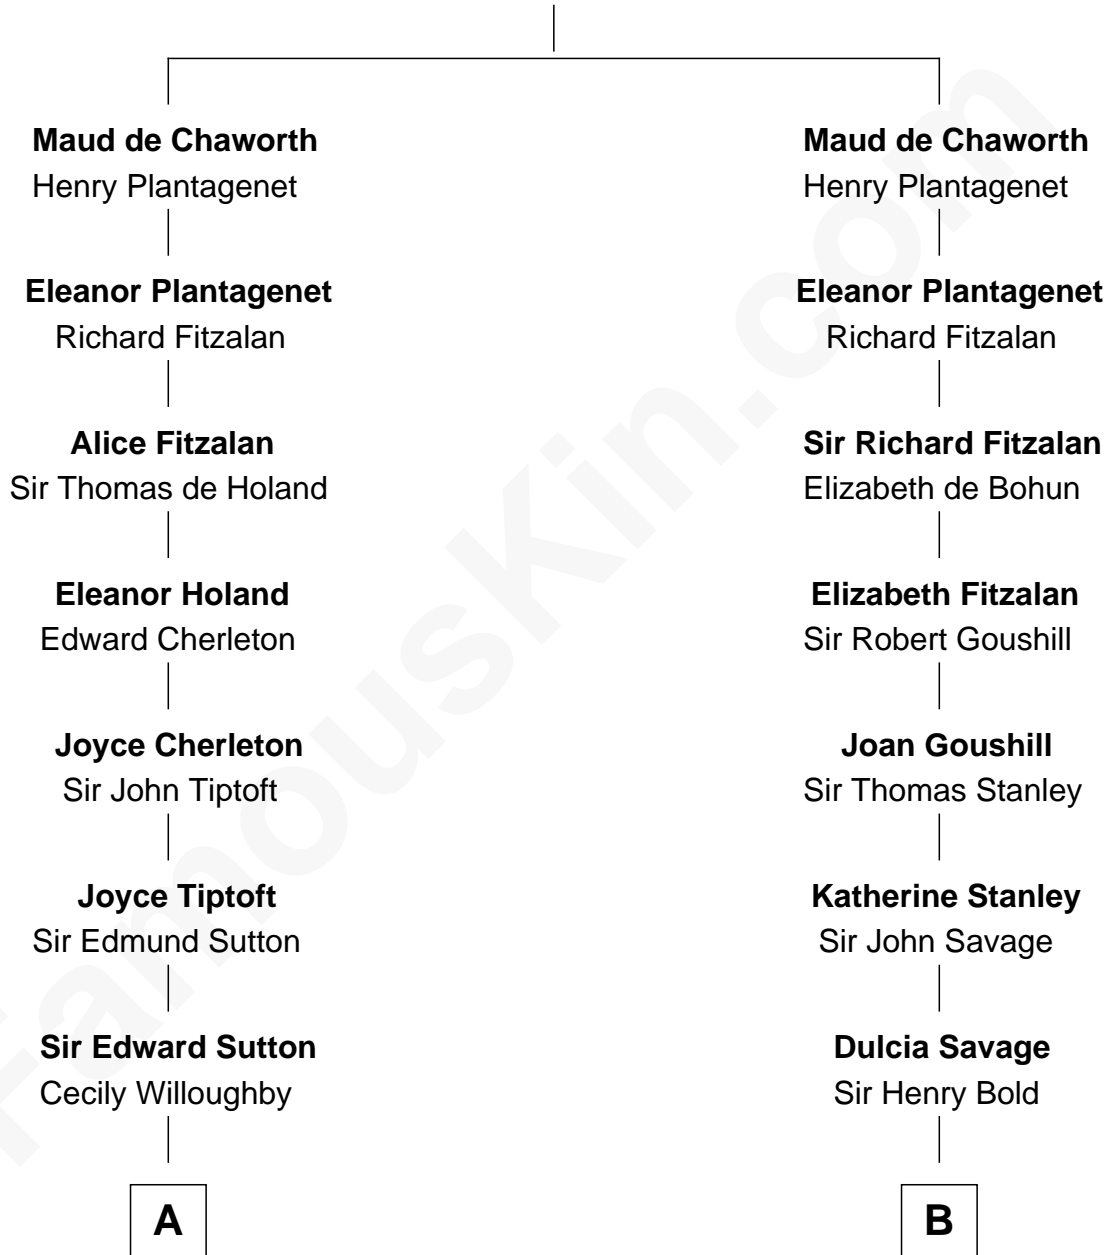 Maud de Chaworth
Henry Plantagenet
Eleanor Plantagenet
Richard Fitzalan
Alice Fitzalan
Sir Thomas de Holand
Eleanor Holand
Edward Cherleton
Joyce Cherleton
Sir John Tiptoft
Joyce Tiptoft
Sir Edmund Sutton
Sir Edward Sutton
Cecily Willoughby
A
Maud de Chaworth
Henry Plantagenet
Eleanor Plantagenet
Richard Fitzalan
Sir Richard Fitzalan
Elizabeth de Bohun
Elizabeth Fitzalan
Sir Robert Goushill
Joan Goushill
Sir Thomas Stanley
Katherine Stanley
Sir John Savage
Dulcia Savage
Sir Henry Bold
B
FamousKin.com